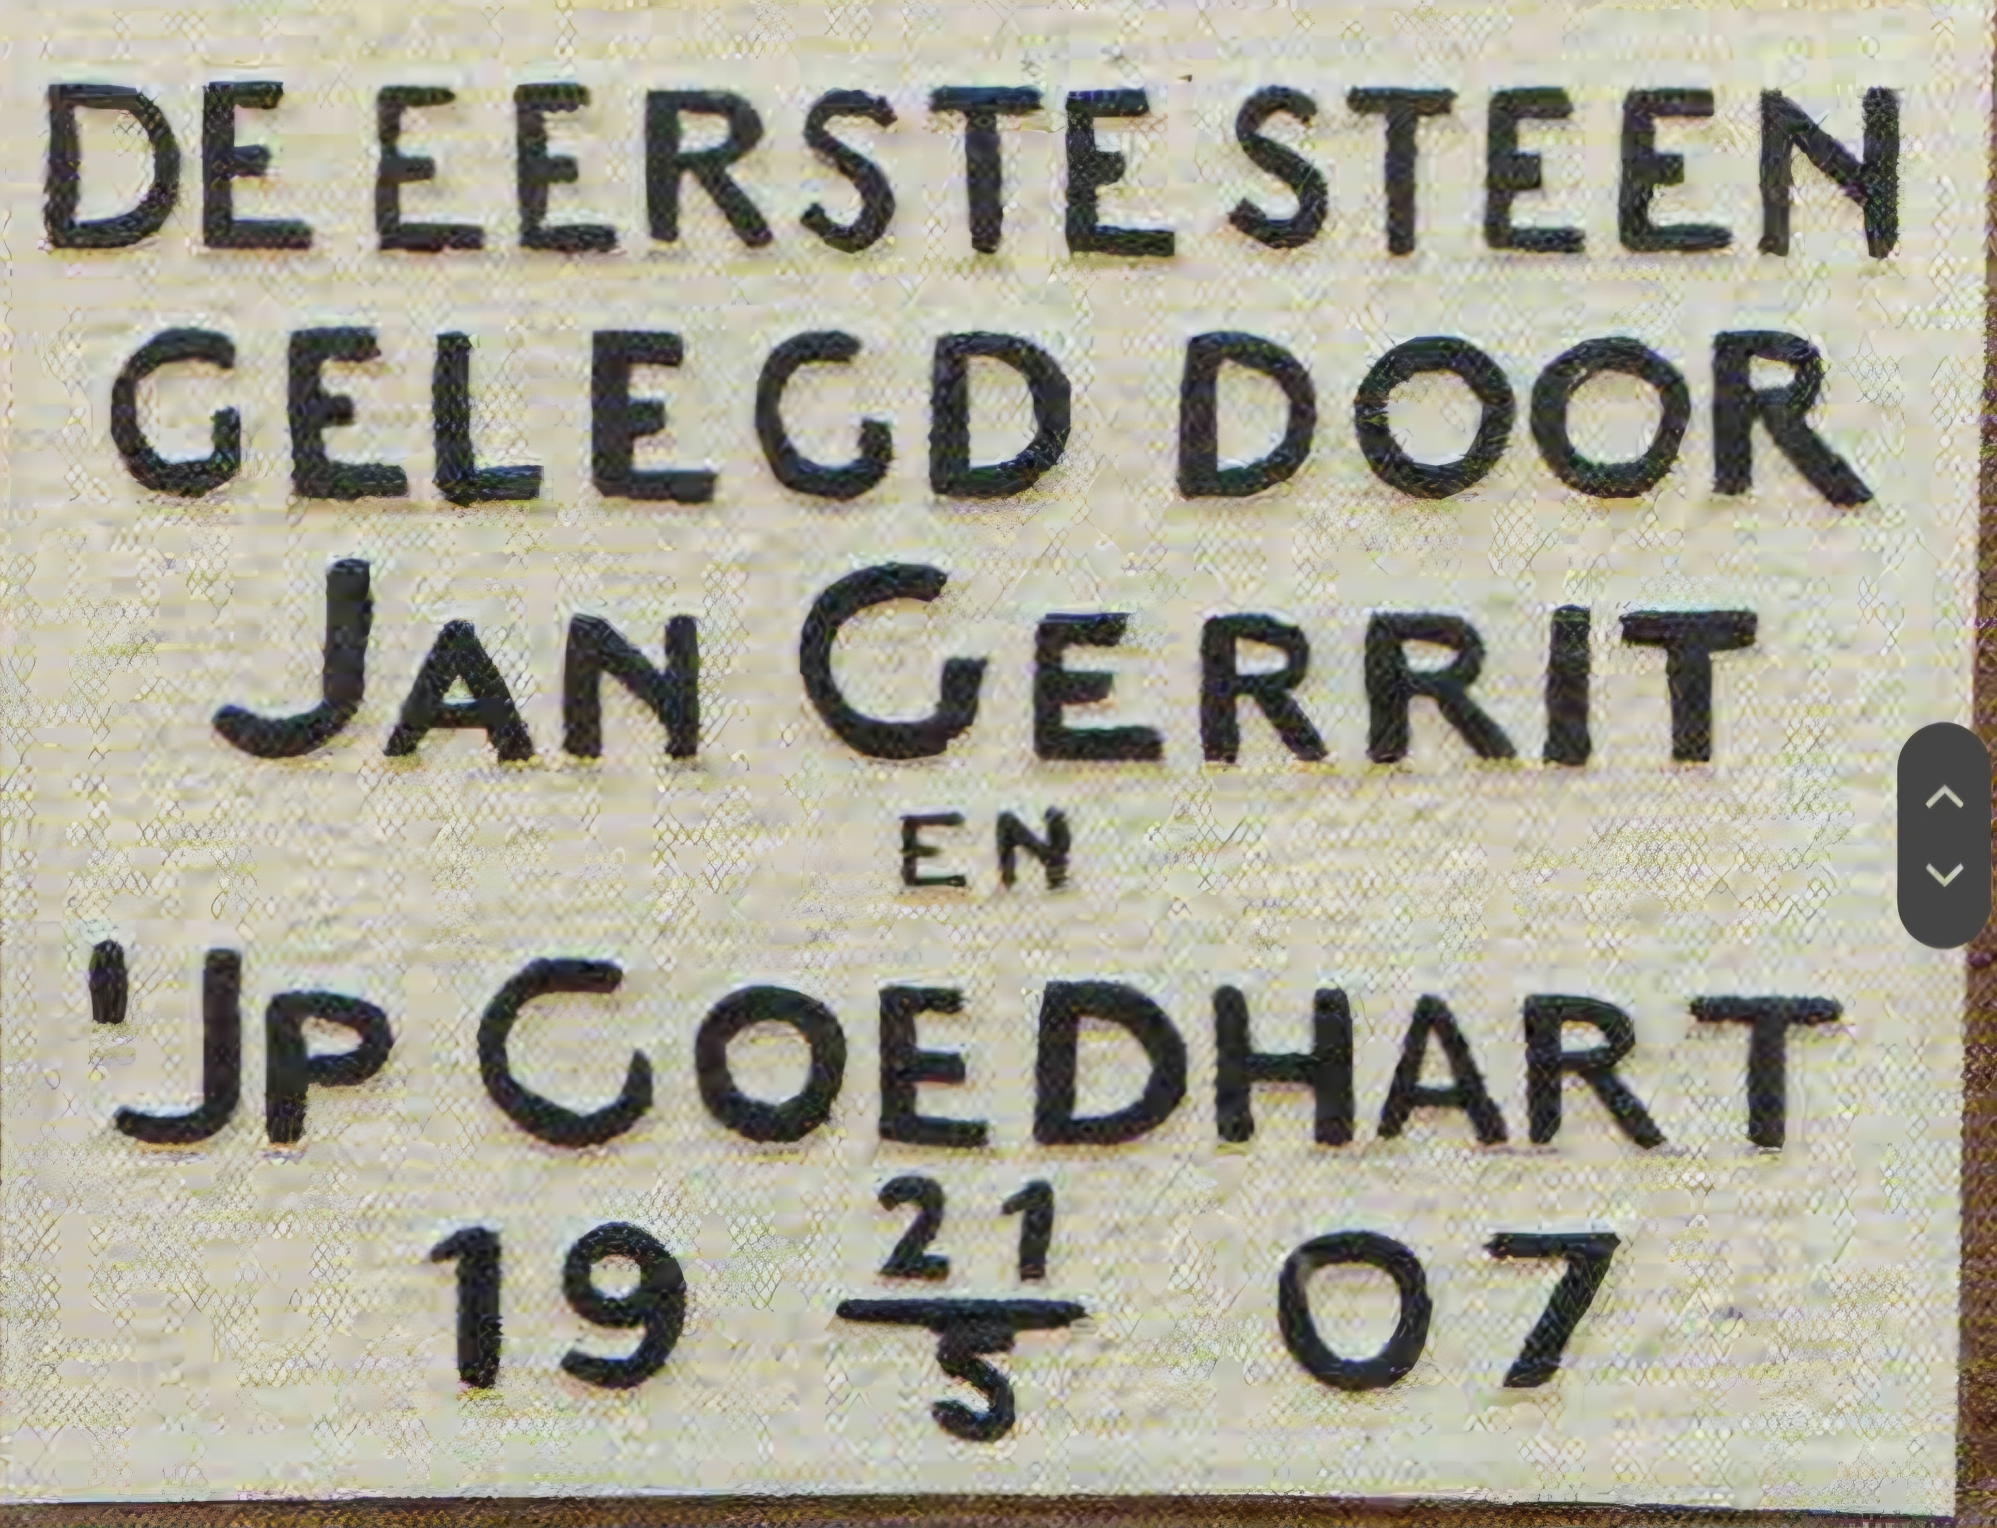 DE EERSTE STEEN
GELEGD DOOR
JAN GERRIT
EN
'JP GOEDHART
19 21/5 07